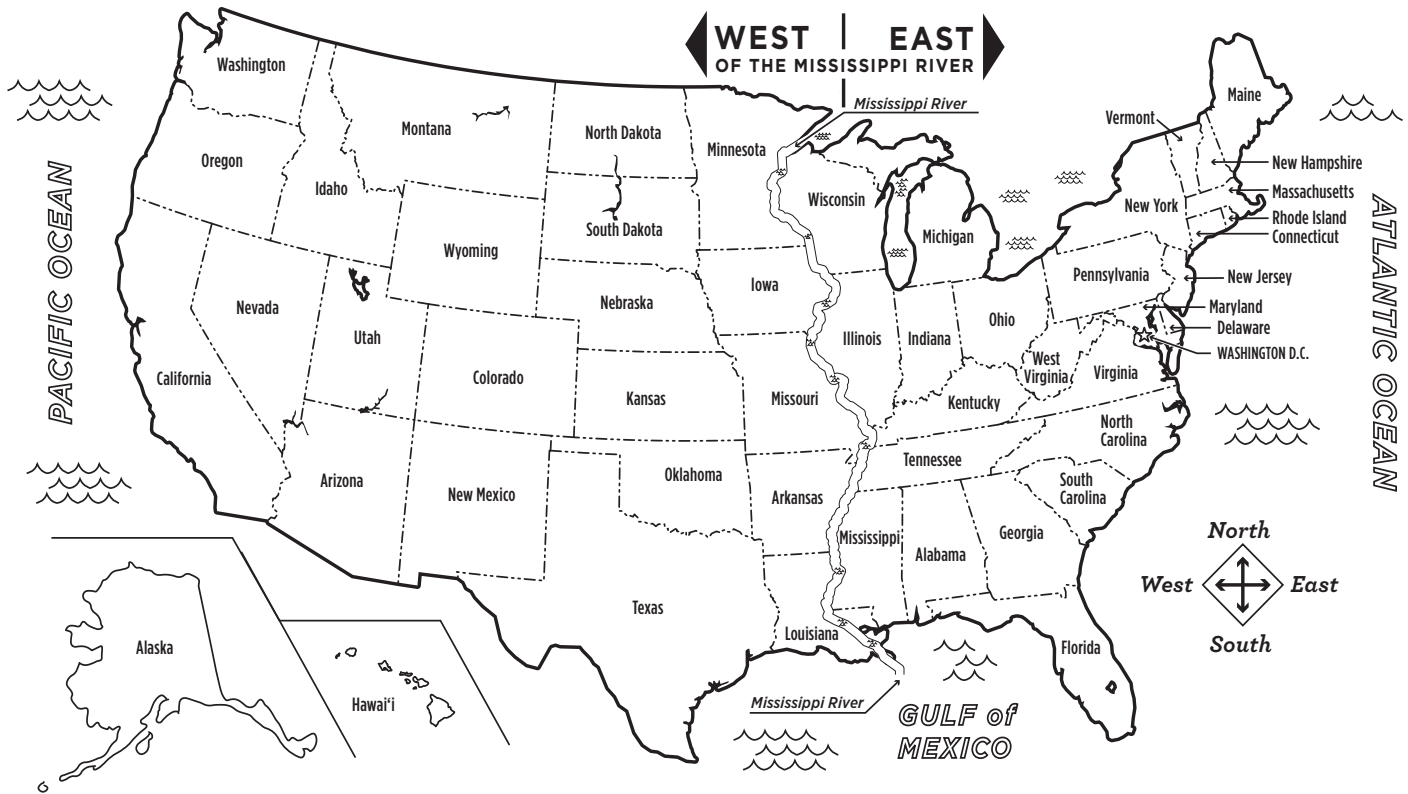 WEST EAST
OF THE MISSISSIPPI RIVER
Mississippi River
Washington
Oregon
Idaho
Montana
North Dakota
South Dakota
Minnesota
Wisconsin
Michigan
Wyoming
Nevada
Utah
California
Colorado
Nebraska
Iowa
Illinois
Indiana
Ohio
Kansas
Missouri
Kentucky
West
Virginia
Virginia
Pennsylvania
New York
Vermont
Maine
New Hampshire
Massachusetts
Rhode Island
Connecticut
New Jersey
Maryland
Delaware
WASHINGTON D.C.
North
Carolina
South
Carolina
Tennessee
Arizona
New Mexico
Oklahoma
Arkansas
Mississippi
Alabama
Georgia
Texas
Louisiana
Florida
Alaska
Hawai‘i
Mississippi River
GULF of
MEXICO
PACIFIC OCEAN
ATLANTIC OCEAN
North
West East
South